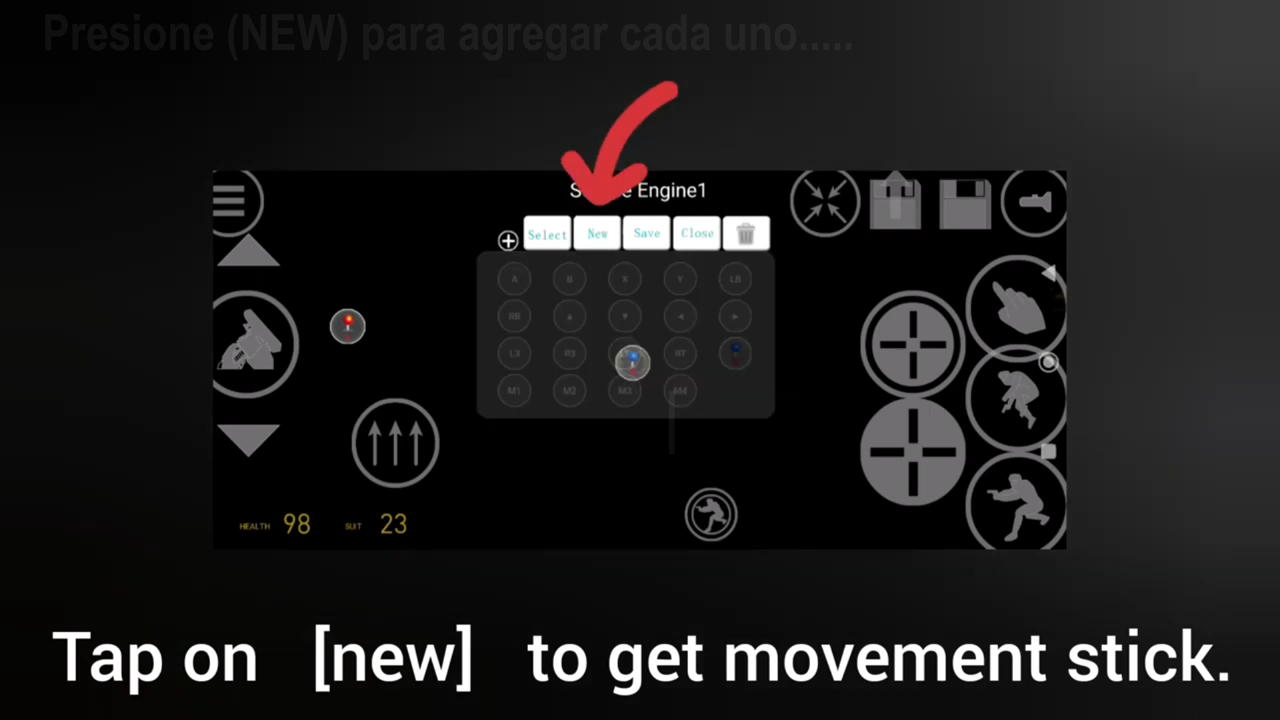 Presione (NEW) para agregar cada uno.....
Engine1
Select New Save Close
A B X Y LB
RB
L3 R3 RT
M1 M2 M3 M4
HEALTH 98 SUIT 23
Tap on [new] to get movement stick.